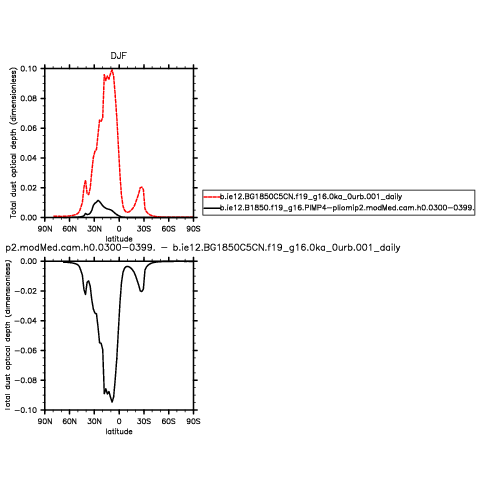 DJF
Total dust optical depth (dimensionless)
0.10
0.08
0.06
0.04
0.02
0.00
90N 60N 30N 0 30S 60S 90S
latitude
b.ie12.BG1850C5CN.f19_g16.0ka_0urb.001_daily
b.ie12.B1850.f19_g16.PIMP4-pliomip2.modMed.cam.h0.0300-0399.
p2.modMed.cam.h0.0300-0399. - b.ie12.BG1850C5CN.f19_g16.0ka_0urb.001_daily
Total dust optical depth (dimensionless)
0.00
-0.02
-0.04
-0.06
-0.08
-0.10
90N 60N 30N 0 30S 60S 90S
latitude